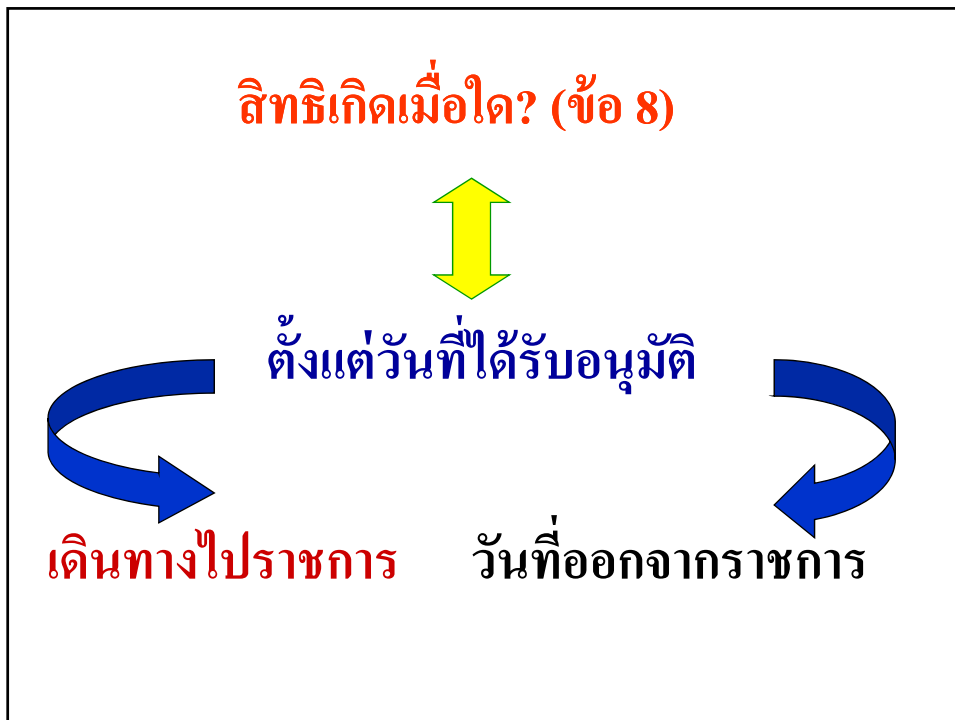 สิทธิเกิดเมื่อใด? (ข้อ 8)
ตั้งแต่วันที่ได้รับอนุมัติ
เดินทางไปราชการ วันที่ออกจากราชการ